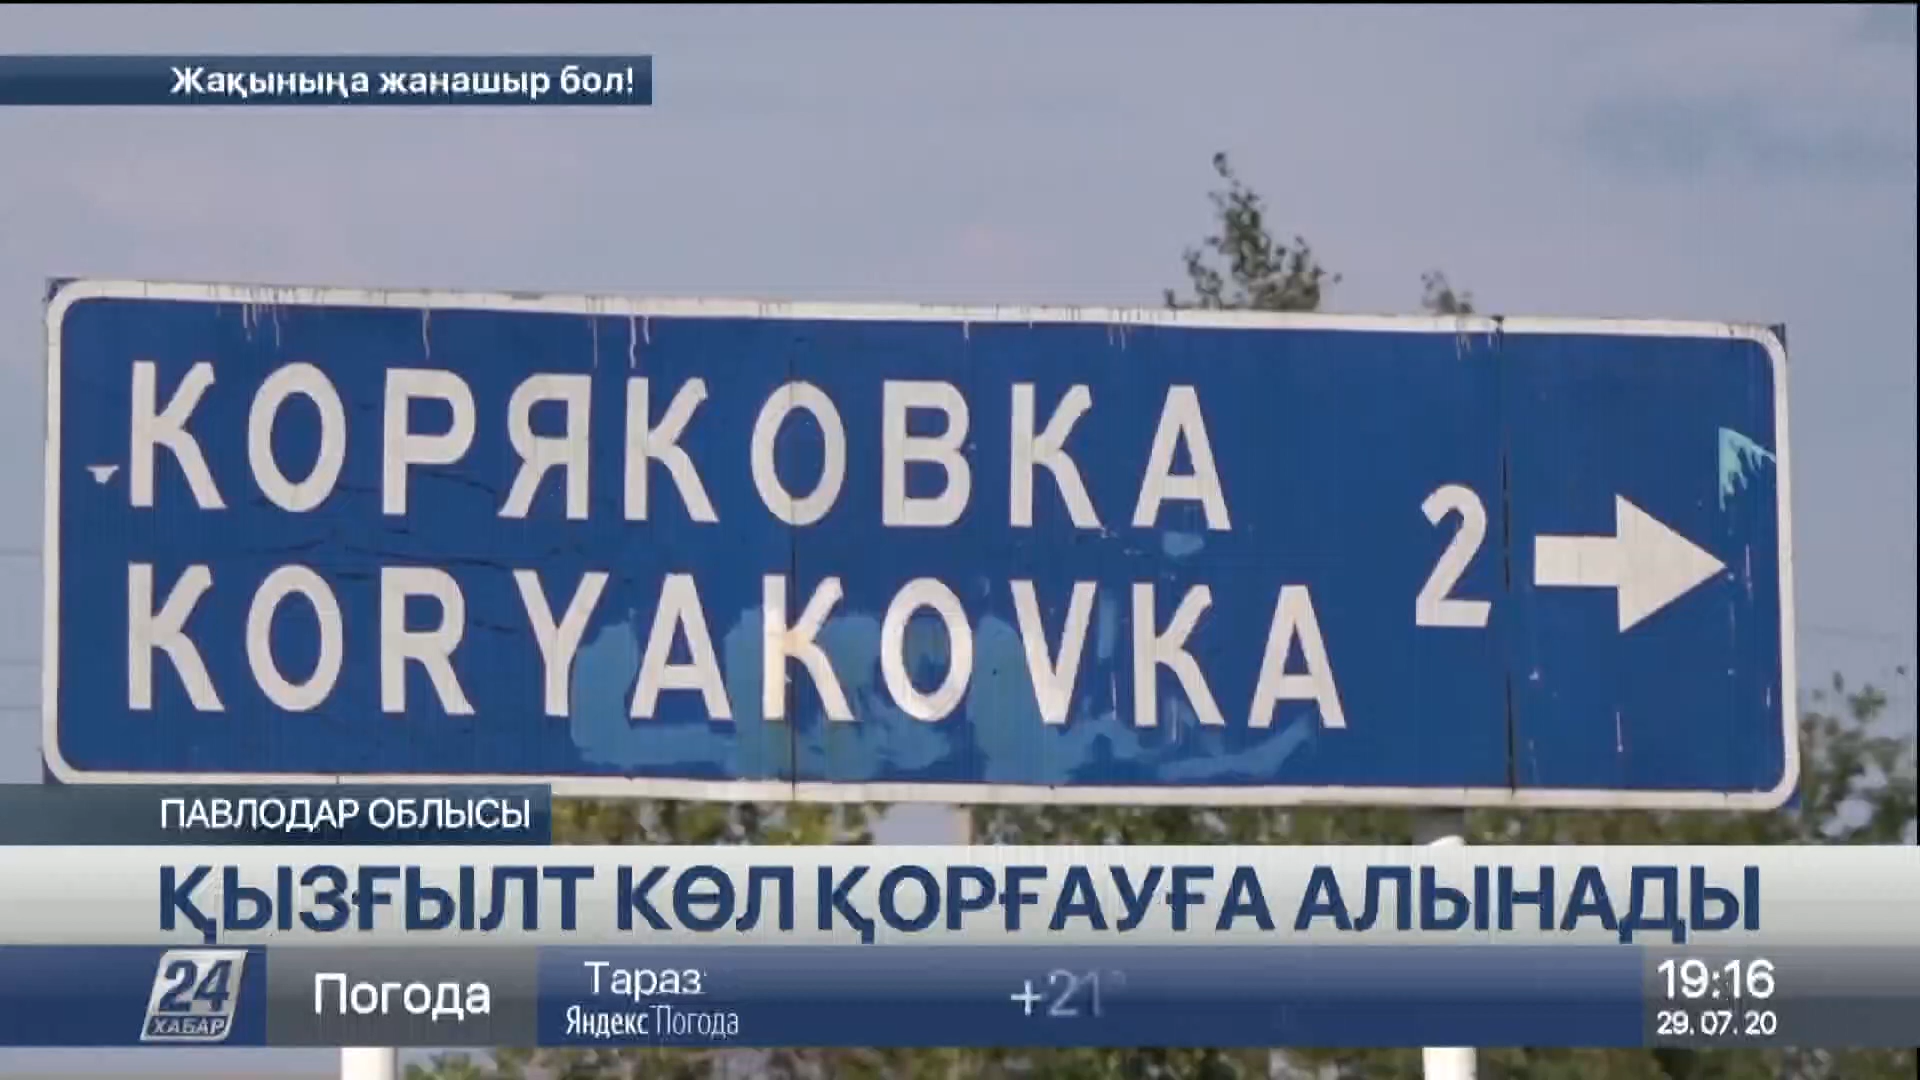 Жақыныңа жанашыр бол!
КОРЯКОВКА
KORYAKOVKA
2
ПАВЛОДАР ОБЛЫСЫ
ҚЫЗҒЫЛТ КӨЛ ҚОРҒАУҒА АЛЫНАДЫ
24
ХАБАР
Погода
Тараз
Яндекс Погода
+21°
19:16
29.07.20